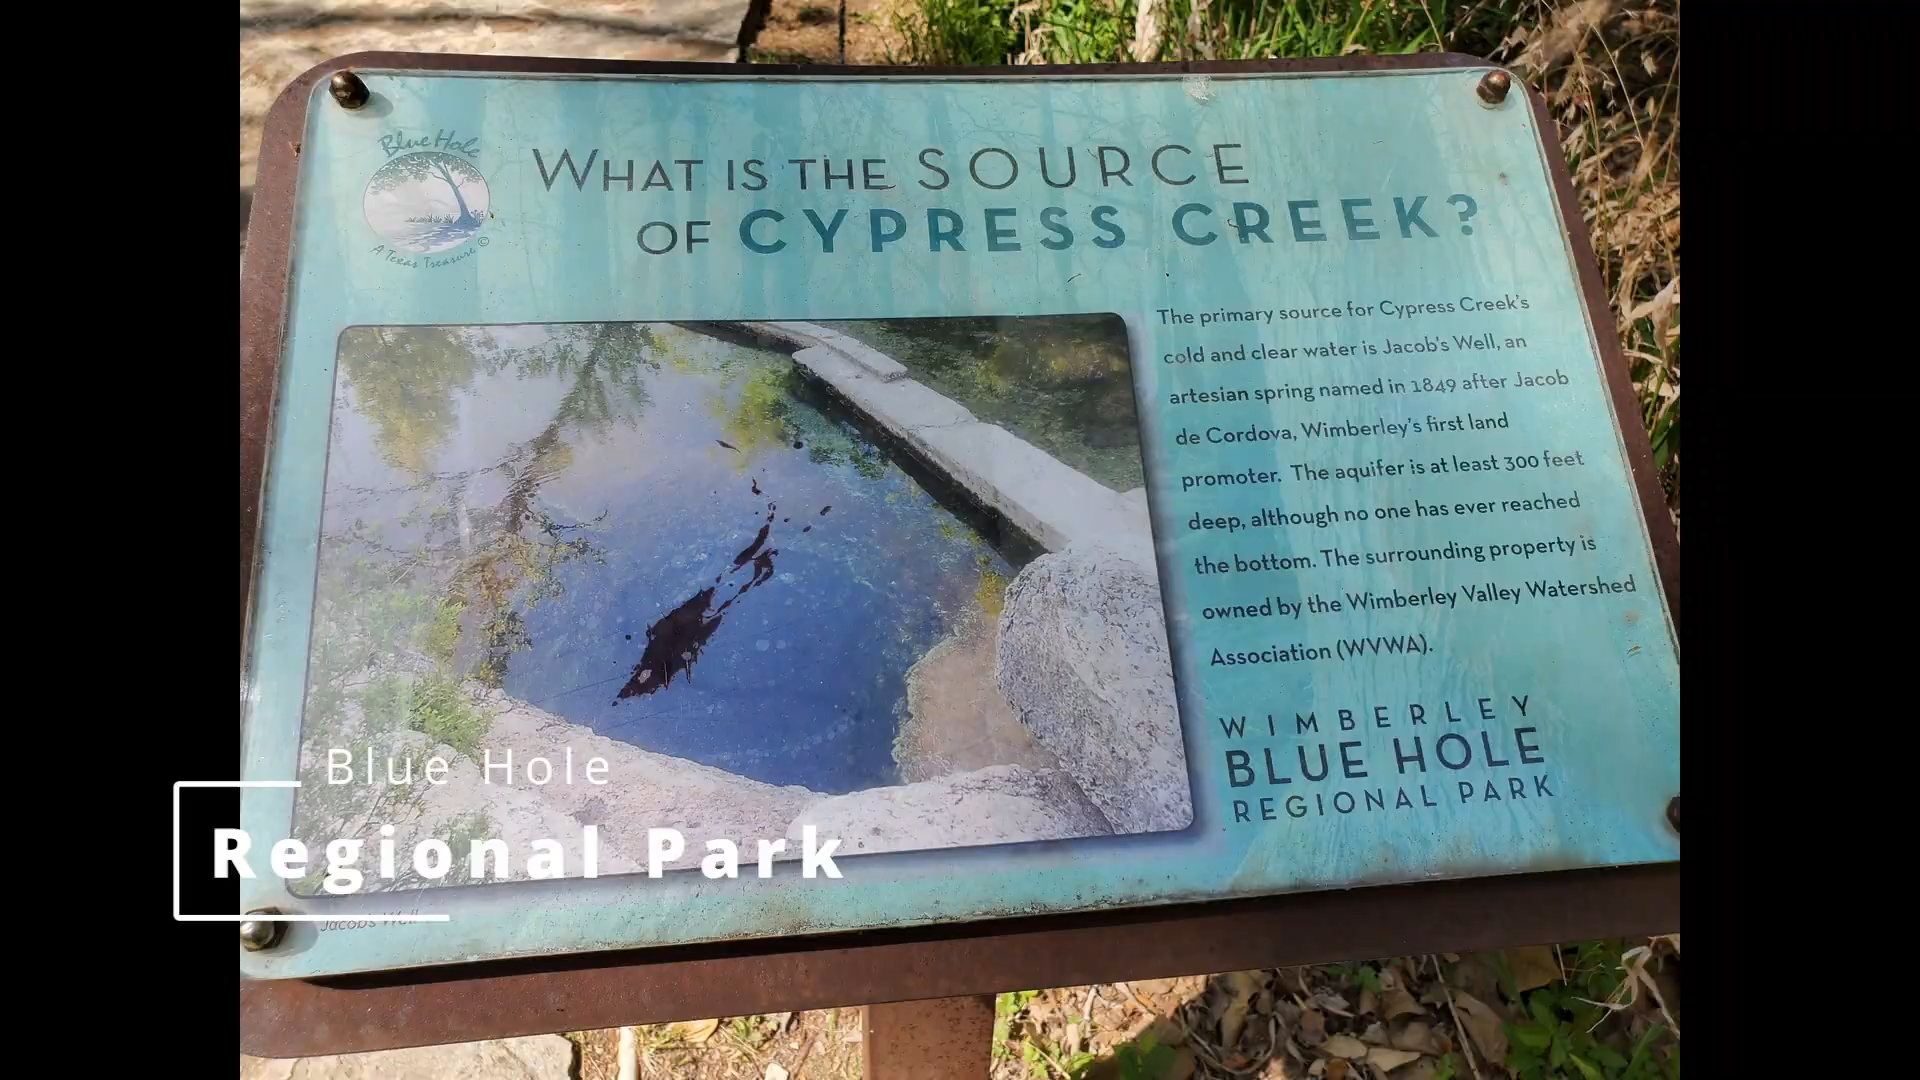 Blue Hole
A Texas Treasure ©
WHAT IS THE SOURCE
OF CYPRESS CREEK?
The primary source for Cypress Creek's
cold and clear water is Jacob's Well, an
artesian spring named in 1849 after Jacob
de Cordova, Wimberley's first land
promoter. The aquifer is at least 300 feet
deep, although no one has ever reached
the bottom. The surrounding property is
owned by the Wimberley Valley Watershed
Association (WVWA).
WIMBERLEY
BLUE HOLE
REGIONAL PARK
Blue Hole
Regional Park
Jacob's Well